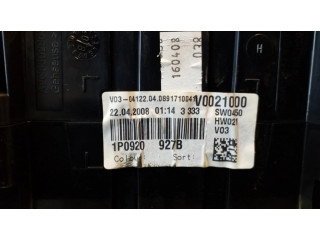 160408
038
H
V03-04122.04.0891710041
V0021000
22.04.2008 01:14 3 333
SW0450
HW021
V03
1P0920 927B
Colour: Sort: